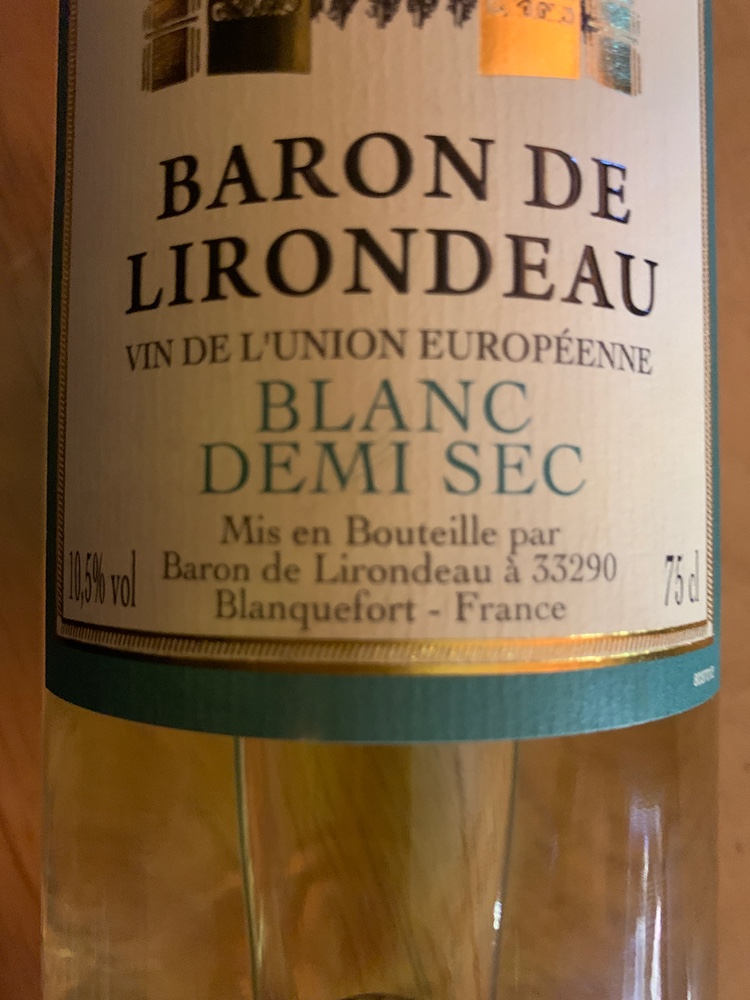 BARON DE
LIRONDEAU
VIN DE L'UNION EUROPÉENNE
BLANC
DEMI SEC
Mis en Bouteille par
Baron de Lirondeau à 33290
Blanquefort - France
10,5% vol
75 cl